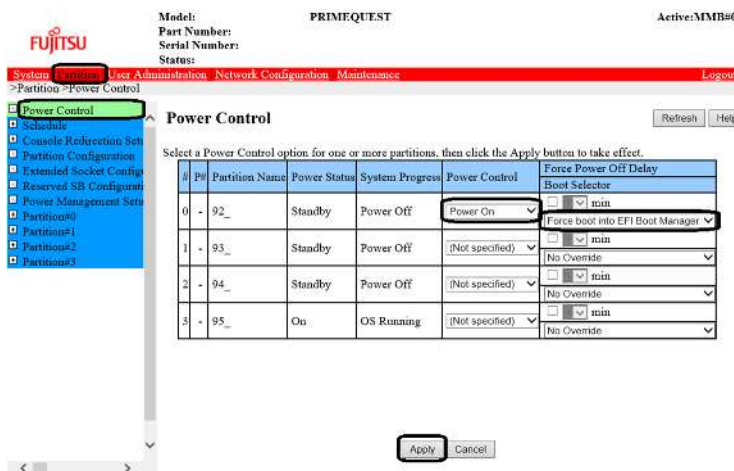 Model: PRIMEQUEST Active:MMB#0
Part Number:
Serial Number:
Status:
FUJITSU
System Partition User Administration Network Configuration Maintenance Logout
>Partition >Power Control
Power Control
Schedule
Console Redirection Setu
Partition Configuration
Extended Socket Configu
Reserved SB Configurati
Power Management Setu
Partition#0
Partition#1
Partition#2
Partition#3
Power Control
Refresh Help
Select a Power Control option for one or more partitions, then click the Apply button to take effect.
# P# Partition Name Power Status System Progress Power Control Force Power Off Delay
Boot Selector
0 - 92_ Standby Power Off Power On min
Force boot into EFI Boot Manager
1 - 93_ Standby Power Off (Not specified) min
No Override
2 - 94_ Standby Power Off (Not specified) min
No Override
3 - 95_ On OS Running (Not specified) min
No Override
Apply Cancel